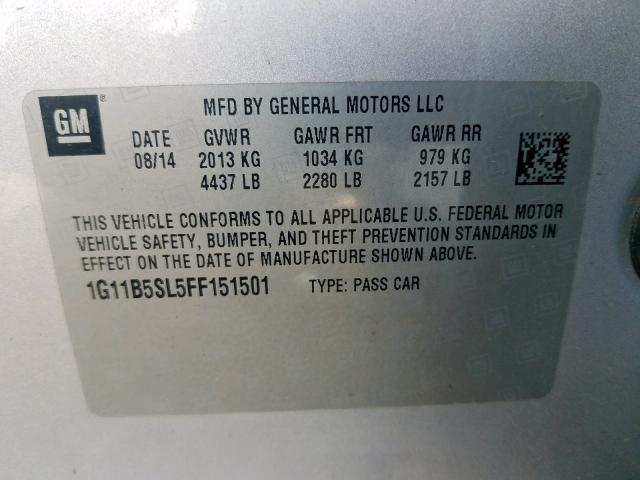 GM
MFD BY GENERAL MOTORS LLC
DATE GVWR GAWR FRT GAWR RR
08/14 2013 KG 1034 KG 979 KG
4437 LB 2280 LB 2157 LB
THIS VEHICLE CONFORMS TO ALL APPLICABLE U.S. FEDERAL MOTOR
VEHICLE SAFETY, BUMPER, AND THEFT PREVENTION STANDARDS IN
EFFECT ON THE DATE OF MANUFACTURE SHOWN ABOVE.
1G11B5SL5FF151501 TYPE: PASS CAR